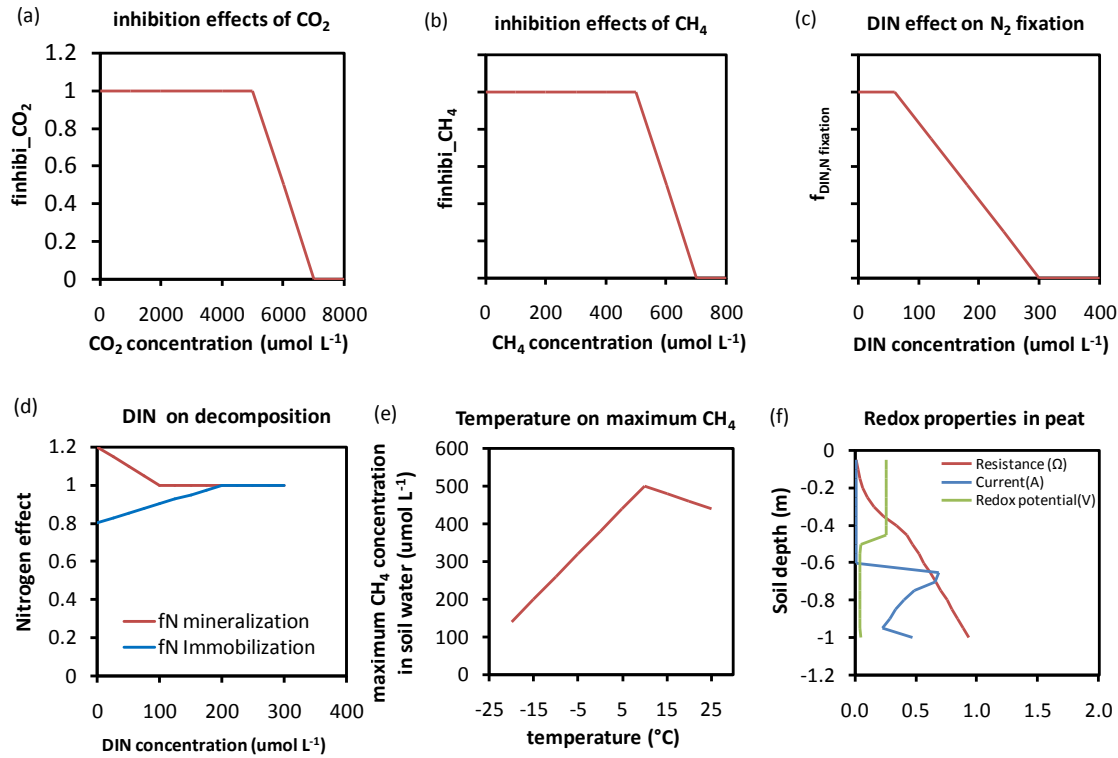 (a)
inhibition effects of CO2
1.2
1
0.8
0.6
0.4
0.2
0
finhibi_CO2
0 2000 4000 6000 8000
CO2 concentration (umol L-1)
(b)
inhibition effects of CH4
finhibi_CH4
0 200 400 600 800
CH4 concentration (umol L-1)
(c)
DIN effect on N2 fixation
fDIN,N fixation
0 100 200 300 400
DIN concentration (umol L-1)
(d)
DIN on decomposition
1.2
1
0.8
0.6
0.4
0.2
0
Nitrogen effect
fN mineralization
fN Immobilization
0 100 200 300 400
DIN concentration (umol L-1)
(e)
Temperature on maximum CH4
600
500
400
300
200
100
0
maximum CH4 concentration
in soil water (umol L-1)
-25 -15 -5 5 15 25
temperature (°C)
(f)
Redox properties in peat
0
-0.2
-0.4
-0.6
-0.8
-1
-1.2
Soil depth (m)
Resistance (Ω)
Current(A)
Redox potential(V)
0.0 0.5 1.0 1.5 2.0